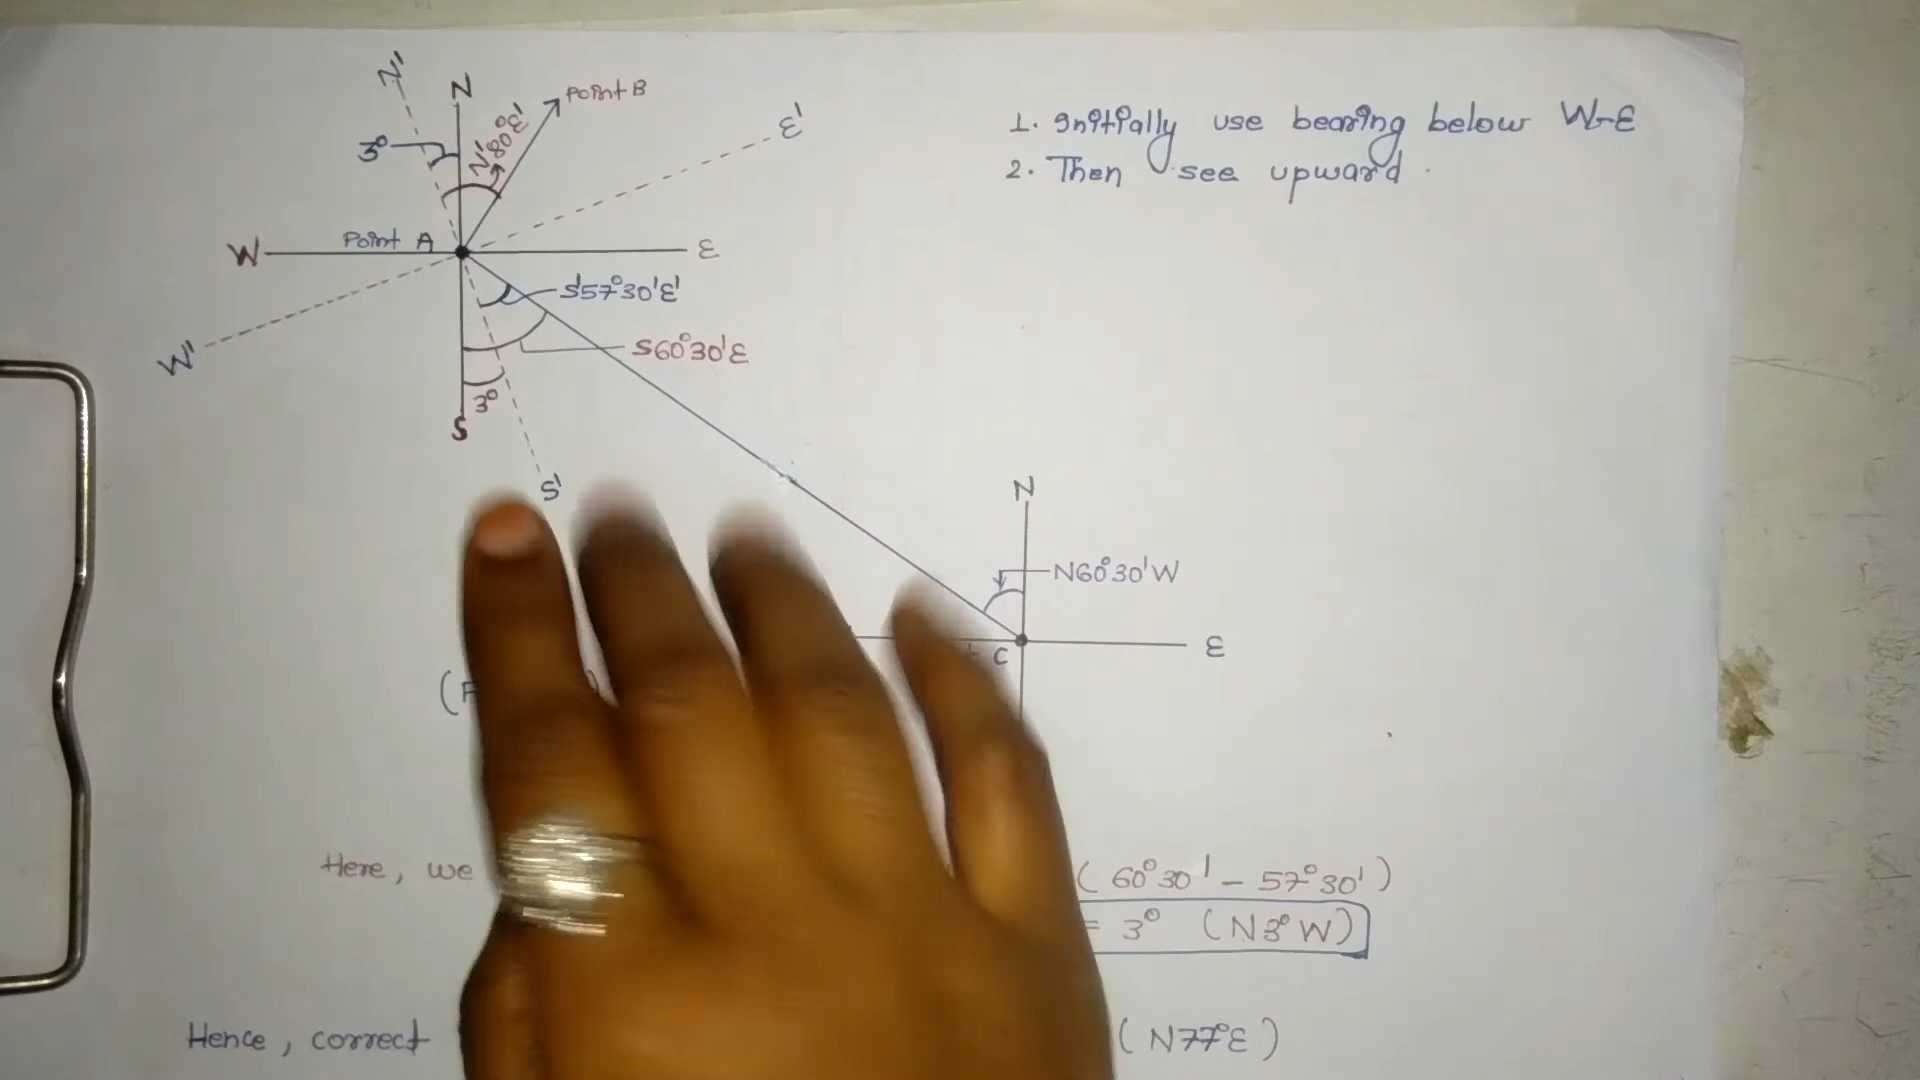 N'
N
Point B
E'
3°
N'80°E'
1. Initially use bearing below W-E
2. Then see upward.
W
Point A
E
S'57°30'E'
S60°30'E
W'
3°
S
S'
N
N60°30'W
C
E
Here, we
( 60°30' - 57°30' )
= 3° (N3°W)
Hence, correct
( N77°E )